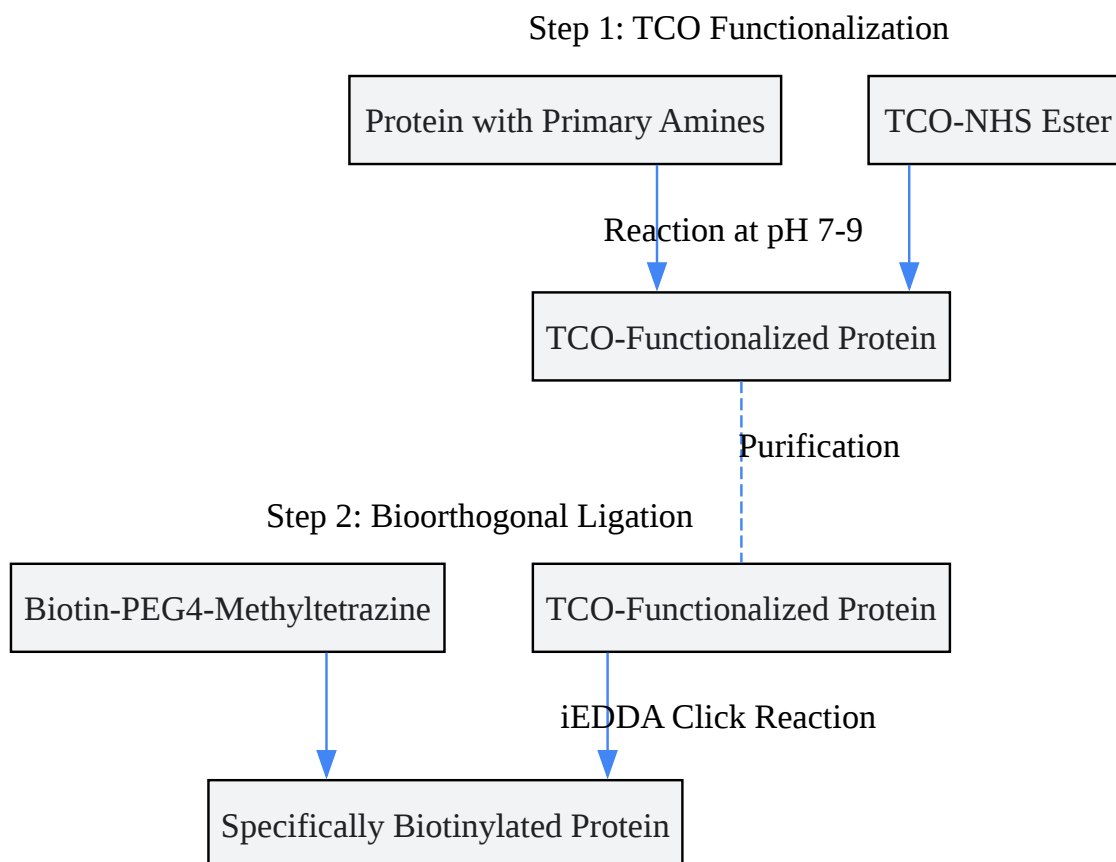 Step 1: TCO Functionalization
Protein with Primary Amines
TCO-NHS Ester
Reaction at pH 7-9
TCO-Functionalized Protein
Purification
Step 2: Bioorthogonal Ligation
Biotin-PEG4-Methyltetrazine
TCO-Functionalized Protein
iEDDA Click Reaction
Specifically Biotinylated Protein